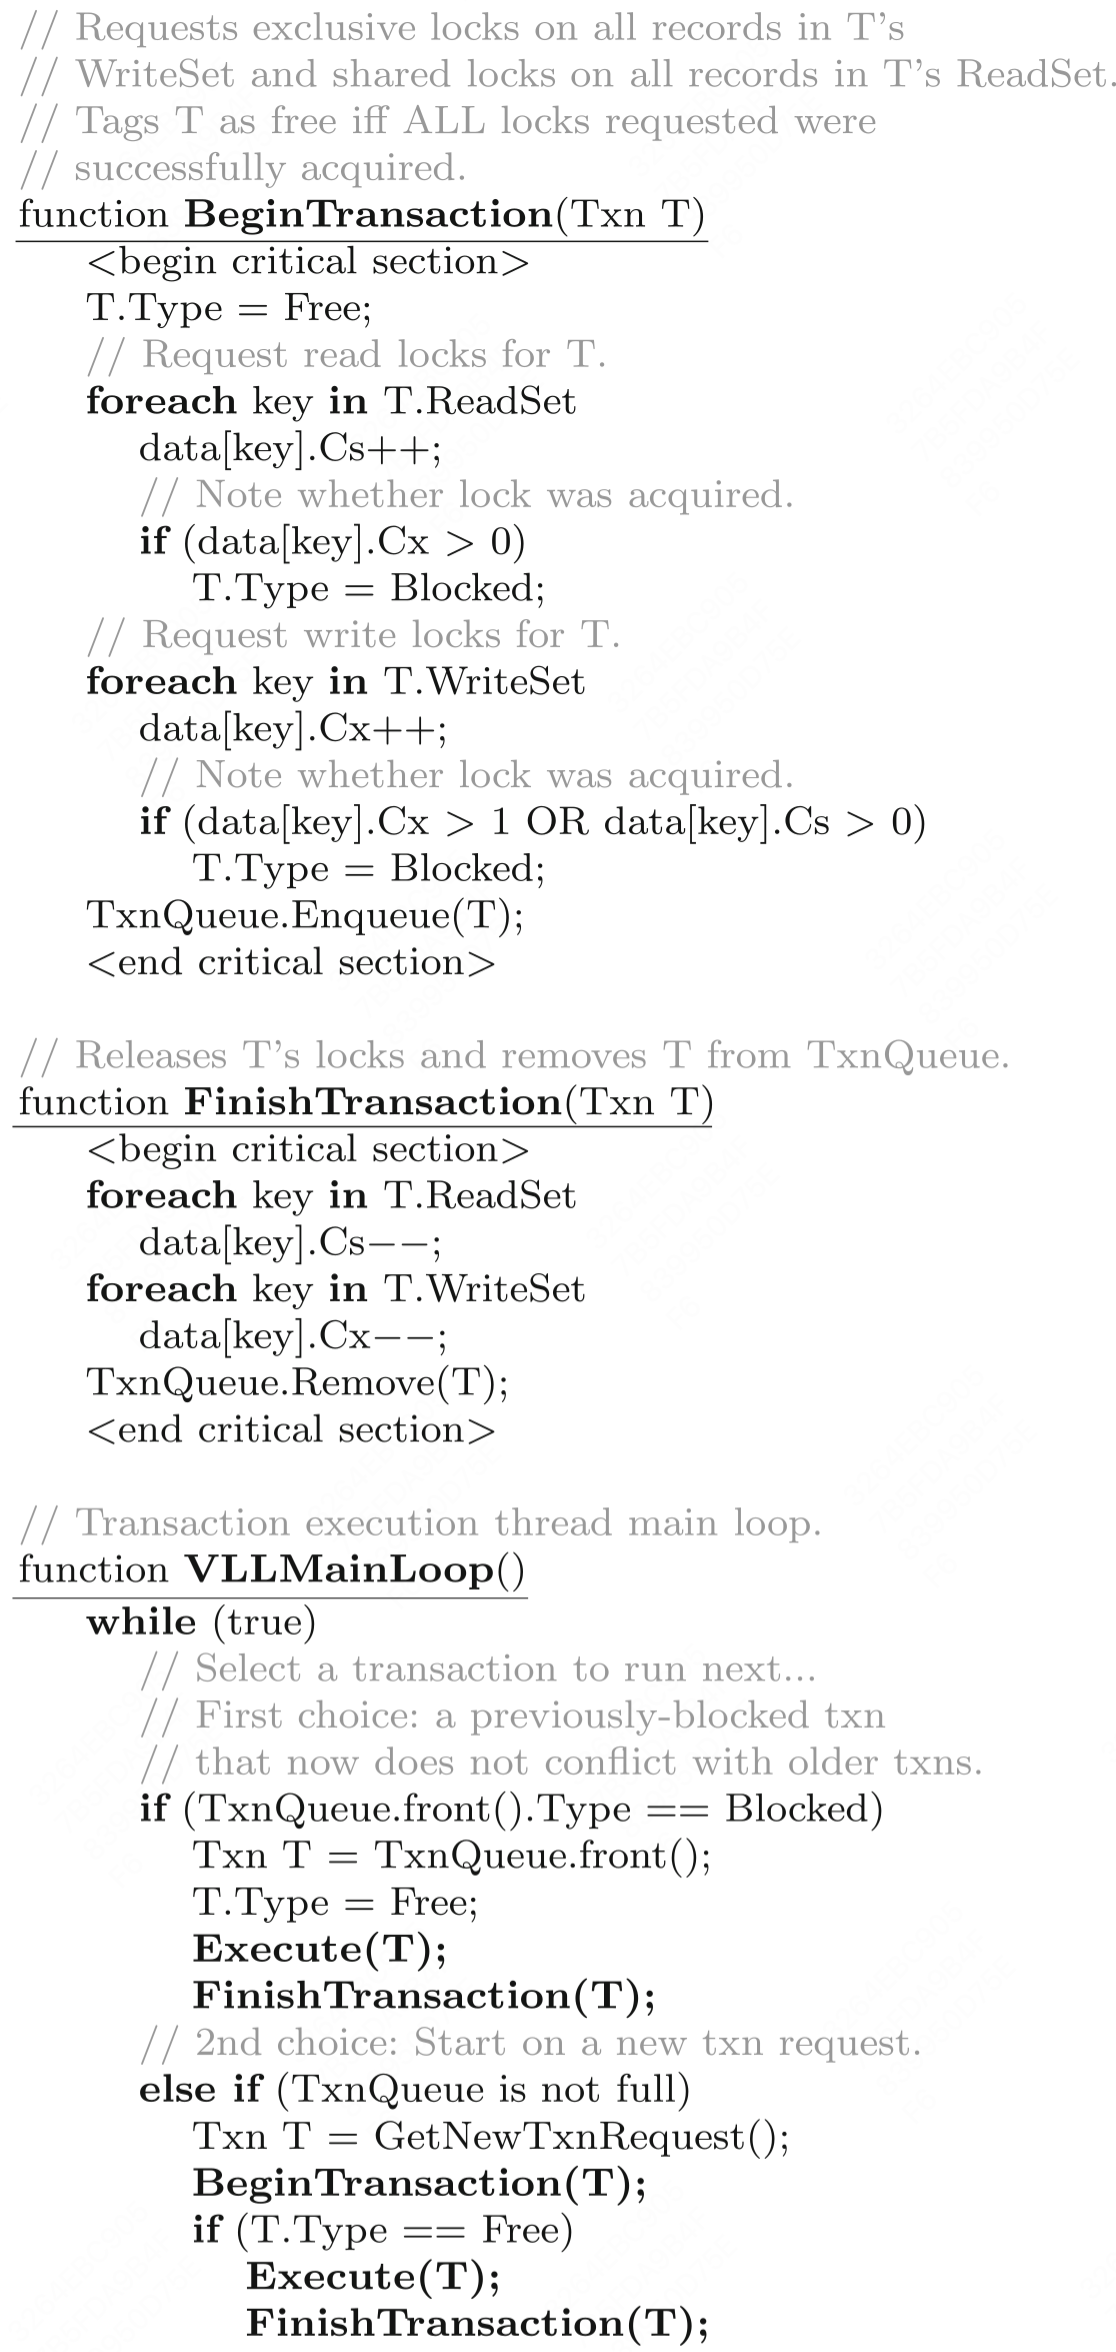 // Requests exclusive locks on all records in T's
// WriteSet and shared locks on all records in T's ReadSet.
// Tags T as free iff ALL locks requested were
// successfully acquired.
function BeginTransaction(Txn T)
<begin critical section>
T.Type = Free;
// Request read locks for T.
foreach key in T.ReadSet
data[key].Cs++;
// Note whether lock was acquired.
if (data[key].Cx > 0)
T.Type = Blocked;
// Request write locks for T.
foreach key in T.WriteSet
data[key].Cx++;
// Note whether lock was acquired.
if (data[key].Cx > 1 OR data[key].Cs > 0)
T.Type = Blocked;
TxnQueue.Enqueue(T);
<end critical section>
// Releases T's locks and removes T from TxnQueue.
function FinishTransaction(Txn T)
<begin critical section>
foreach key in T.ReadSet
data[key].Cs−−;
foreach key in T.WriteSet
data[key].Cx−−;
TxnQueue.Remove(T);
<end critical section>
// Transaction execution thread main loop.
function VLLMainLoop()
while (true)
// Select a transaction to run next...
// First choice: a previously-blocked txn
// that now does not conflict with older txns.
if (TxnQueue.front().Type == Blocked)
Txn T = TxnQueue.front();
T.Type = Free;
Execute(T);
FinishTransaction(T);
// 2nd choice: Start on a new txn request.
else if (TxnQueue is not full)
Txn T = GetNewTxnRequest();
BeginTransaction(T);
if (T.Type == Free)
Execute(T);
FinishTransaction(T);